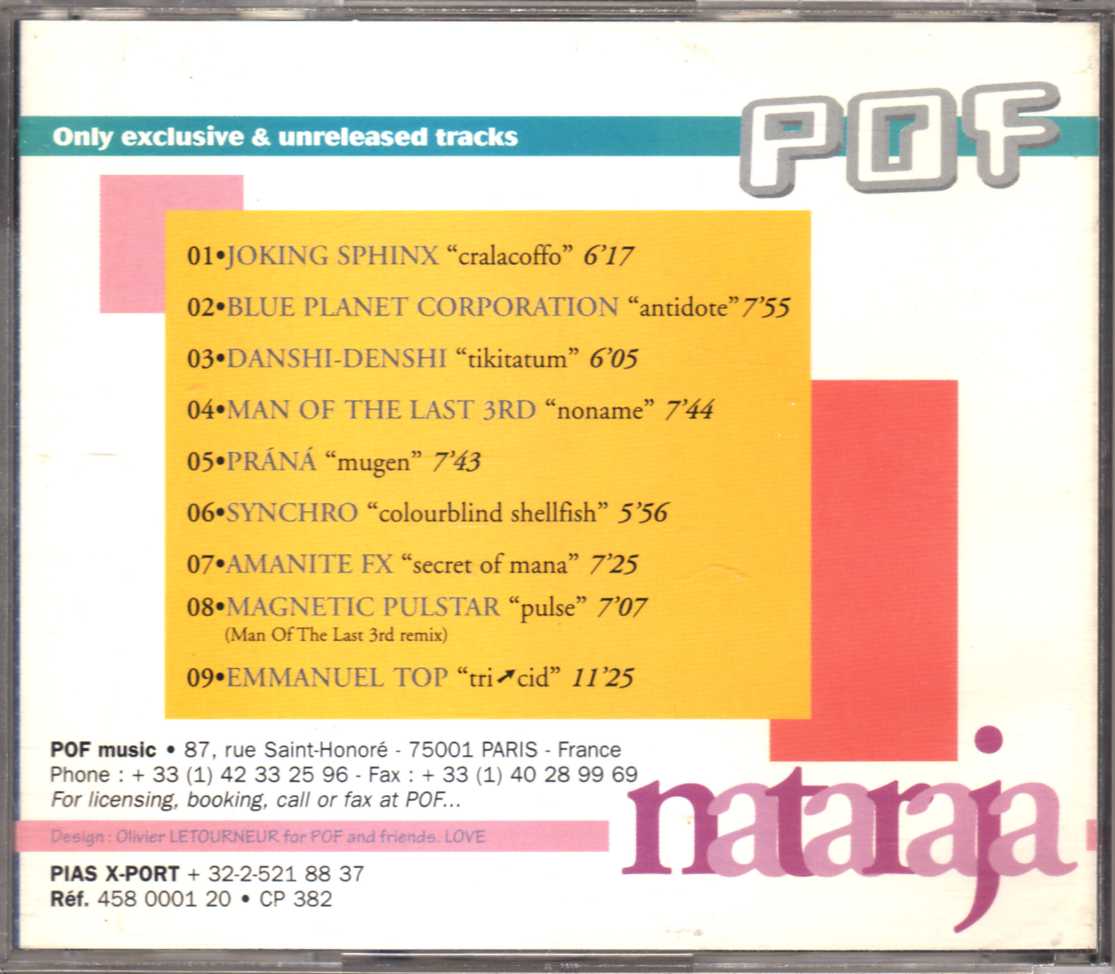 Only exclusive & unreleased tracks
POF
01•JOKING SPHINX “cralacoffo” 6’17
02•BLUE PLANET CORPORATION “antidote” 7’55
03•DANSHI-DENSHI “tikitatum” 6’05
04•MAN OF THE LAST 3RD “noname” 7’44
05•PRÁNÁ “mugen” 7’43
06•SYNCHRO “colourblind shellfish” 5’56
07•AMANITE FX “secret of mana” 7’25
08•MAGNETIC PULSTAR “pulse” 7’07
(Man Of The Last 3rd remix)
09•EMMANUEL TOP “tri➚cid” 11’25
POF music • 87, rue Saint-Honoré - 75001 PARIS - France
Phone : + 33 (1) 42 33 25 96 - Fax : + 33 (1) 40 28 99 69
For licensing, booking, call or fax at POF...
nataraja
Design : Olivier LETOURNEUR for POF and friends. LOVE
PIAS X-PORT + 32-2-521 88 37
Réf. 458 0001 20 • CP 382